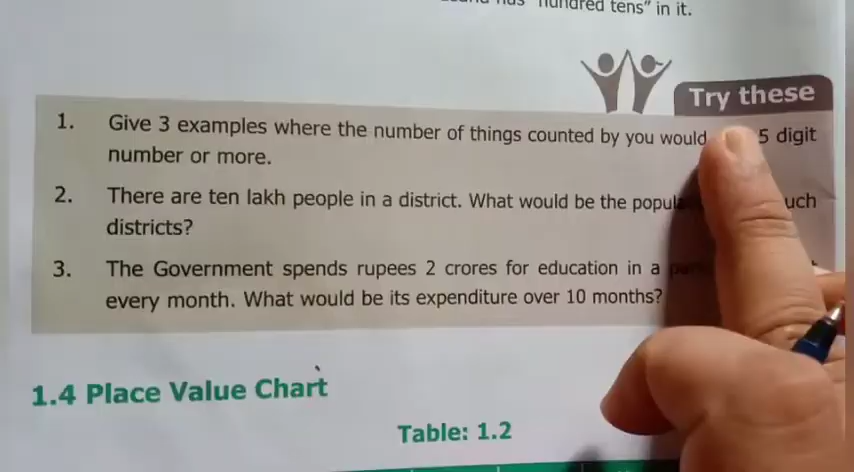 hundred tens" in it.
Try these
1. Give 3 examples where the number of things counted by you would 5 digit
number or more.
2. There are ten lakh people in a district. What would be the uch
districts?
3. The Government spends rupees 2 crores for education in a
every month. What would be its expenditure over 10 months?
1.4 Place Value Chart
Table: 1.2